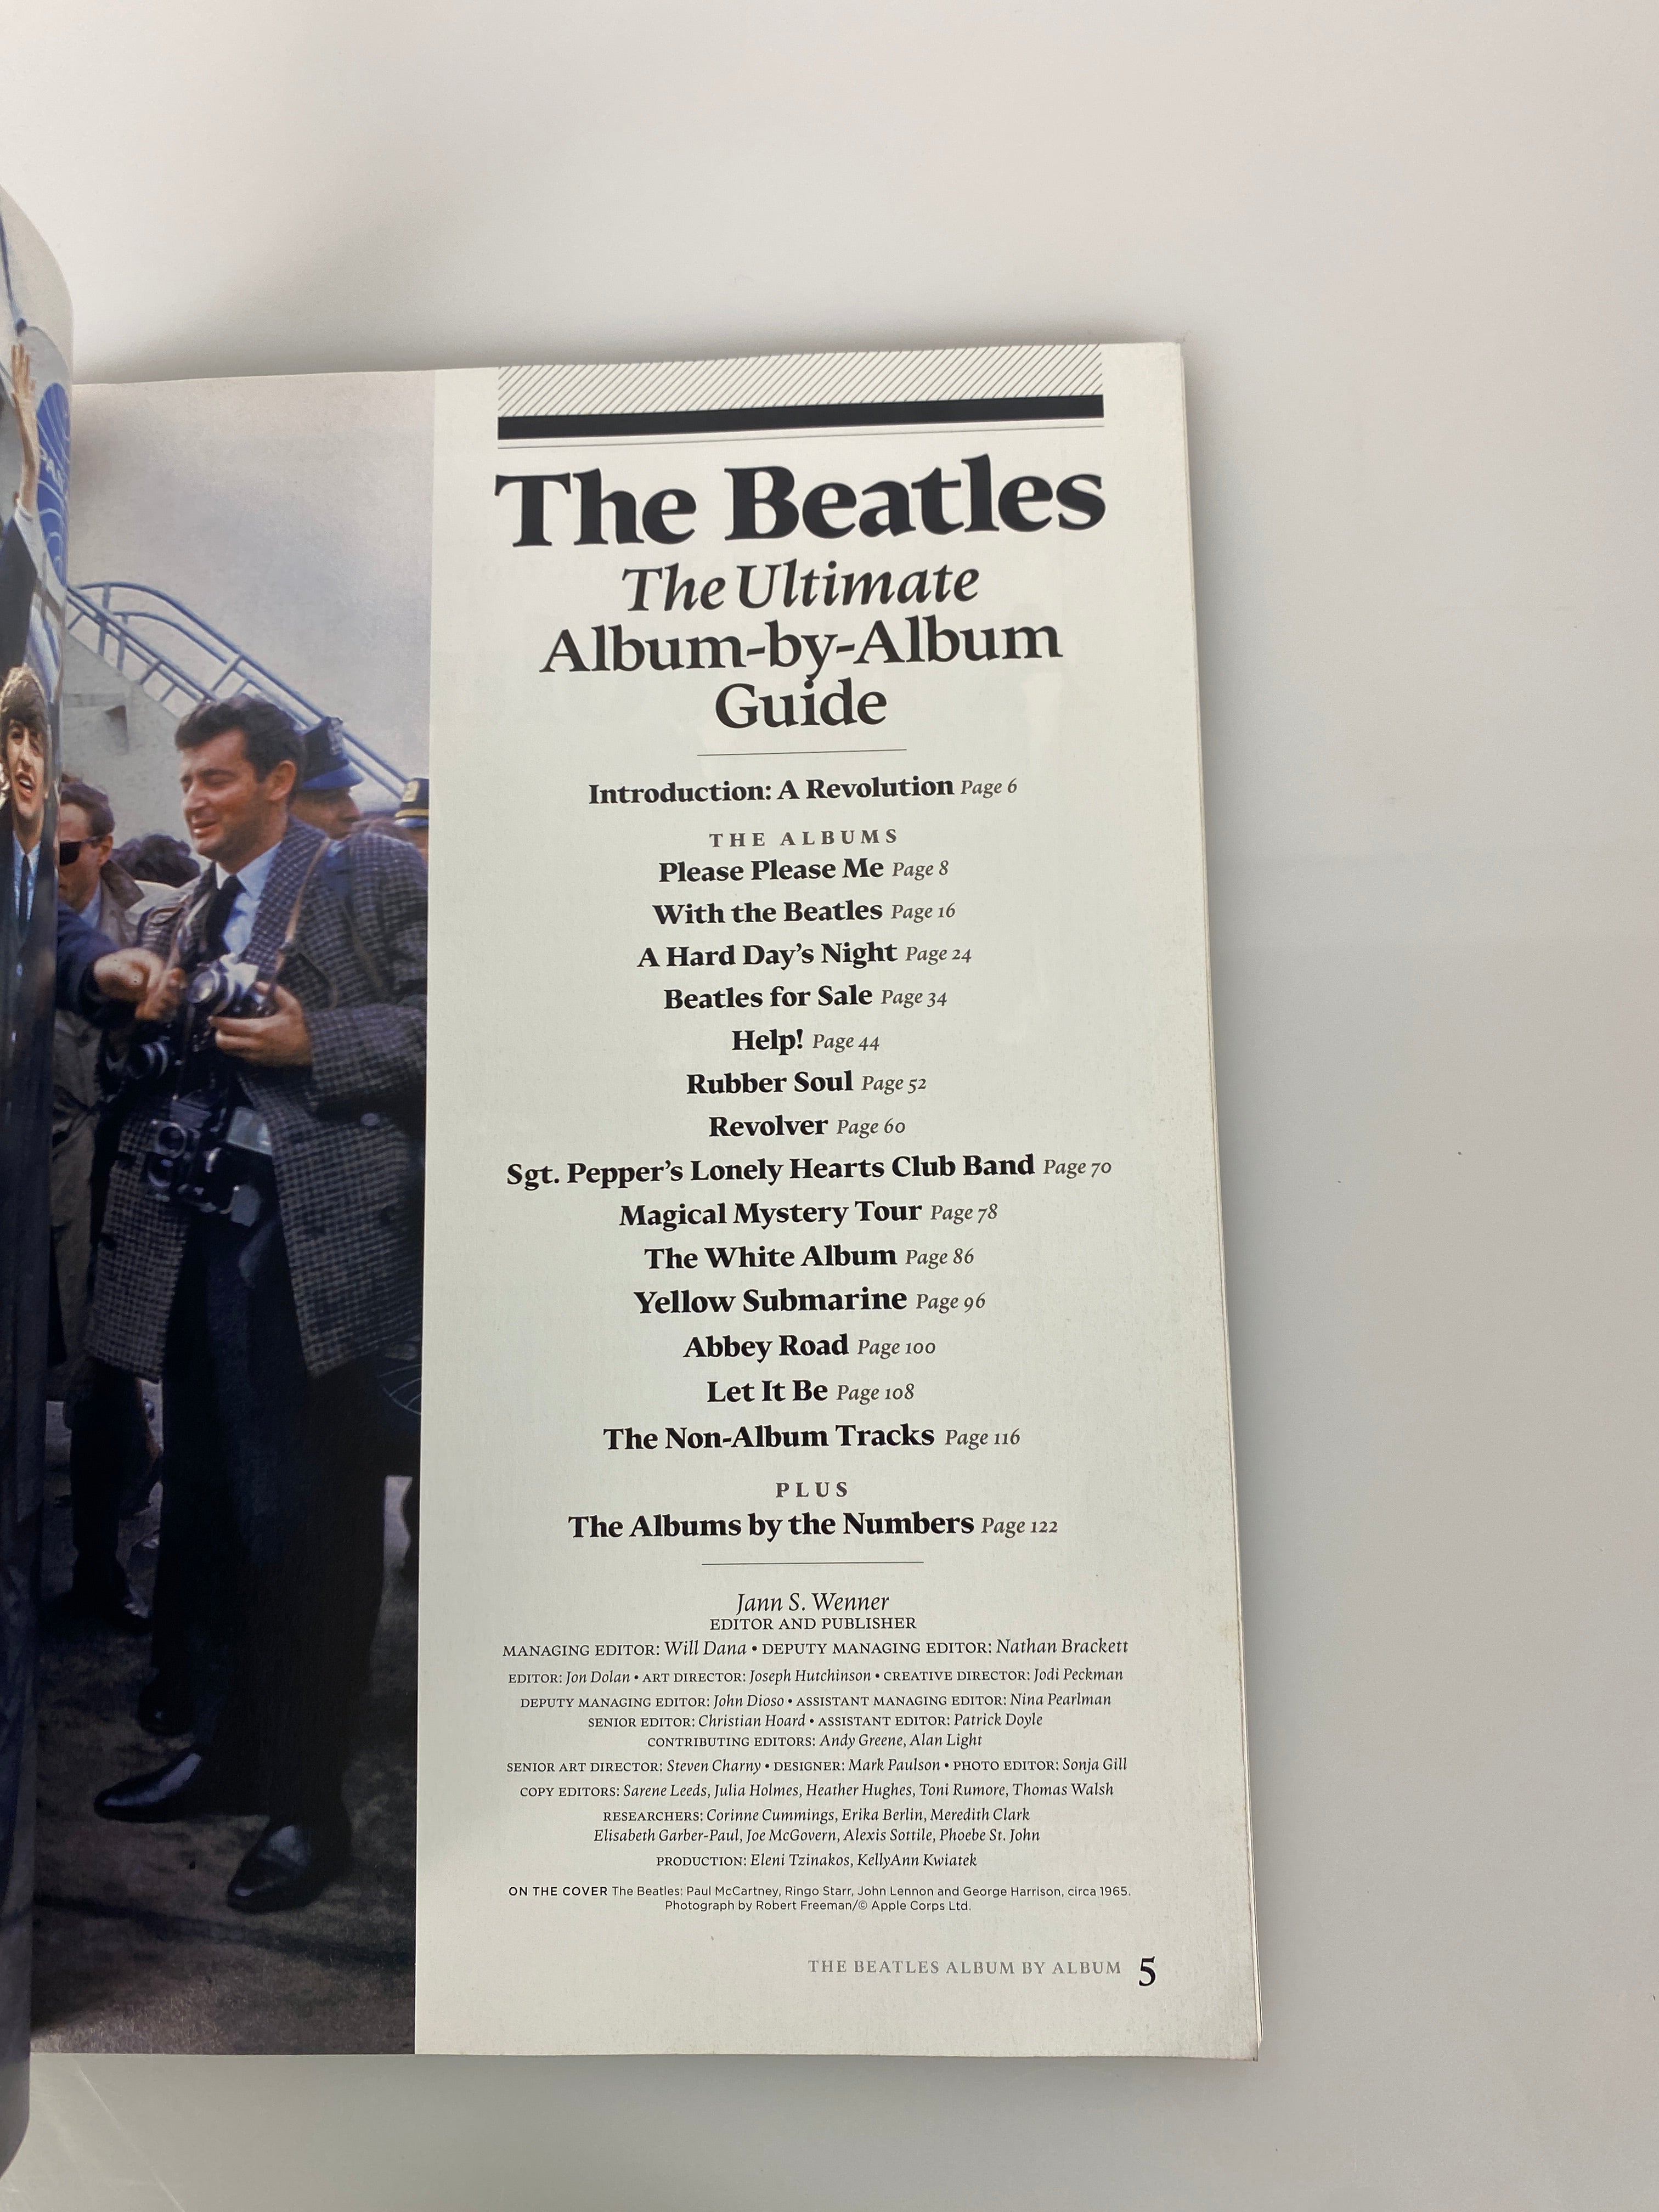 The Beatles
The Ultimate
Album-by-Album
Guide
Introduction: A Revolution Page 6
THE ALBUMS
Please Please Me Page 8
With the Beatles Page 16
A Hard Day's Night Page 24
Beatles for Sale Page 34
Help! Page 44
Rubber Soul Page 52
Revolver Page 60
Sgt. Pepper's Lonely Hearts Club Band Page 70
Magical Mystery Tour Page 78
The White Album Page 86
Yellow Submarine Page 96
Abbey Road Page 100
Let It Be Page 108
The Non-Album Tracks Page 116
PLUS
The Albums by the Numbers Page 122
Jann S. Wenner
EDITOR AND PUBLISHER
MANAGING EDITOR: Will Dana • DEPUTY MANAGING EDITOR: Nathan Brackett
EDITOR: Jon Dolan • ART DIRECTOR: Joseph Hutchinson • CREATIVE DIRECTOR: Jodi Peckman
DEPUTY MANAGING EDITOR: John Dioso • ASSISTANT MANAGING EDITOR: Nina Pearlman
SENIOR EDITOR: Christian Hoard • ASSISTANT EDITOR: Patrick Doyle
CONTRIBUTING EDITORS: Andy Greene, Alan Light
SENIOR ART DIRECTOR: Steven Charny • DESIGNER: Mark Paulson • PHOTO EDITOR: Sonja Gill
COPY EDITORS: Sarene Leeds, Julia Holmes, Heather Hughes, Toni Rumore, Thomas Walsh
RESEARCHERS: Corinne Cummings, Erika Berlin, Meredith Clark
Elisabeth Garber-Paul, Joe McGovern, Alexis Sottile, Phoebe St. John
PRODUCTION: Eleni Tzinakos, KellyAnn Kwiatek
ON THE COVER The Beatles: Paul McCartney, Ringo Starr, John Lennon and George Harrison, circa 1965.
Photograph by Robert Freeman/© Apple Corps Ltd.
THE BEATLES ALBUM BY ALBUM 5